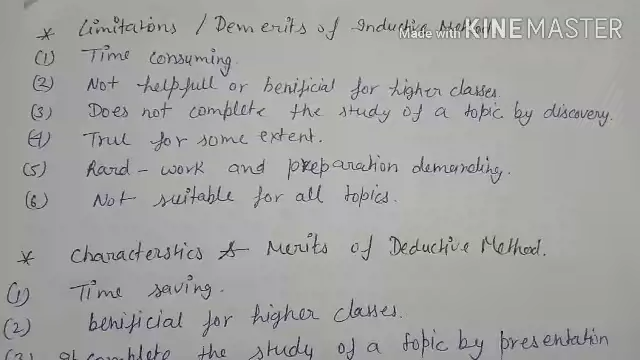 * Limitations / Demerits of Inductive Method
Made with KINEMASTER
(1) Time consuming.
(2) Not helpfull or benificial for higher classes.
(3) Does not complete the study of a topic by discovery.
(4) True for some extent.
(5) Hard-work and preparation demanding.
(6) Not suitable for all topics.
* Characterstics & Merits of Deductive Method.
(1) Time saving.
(2) benificial for higher classes.
(3) It complete the study of a topic by presentation